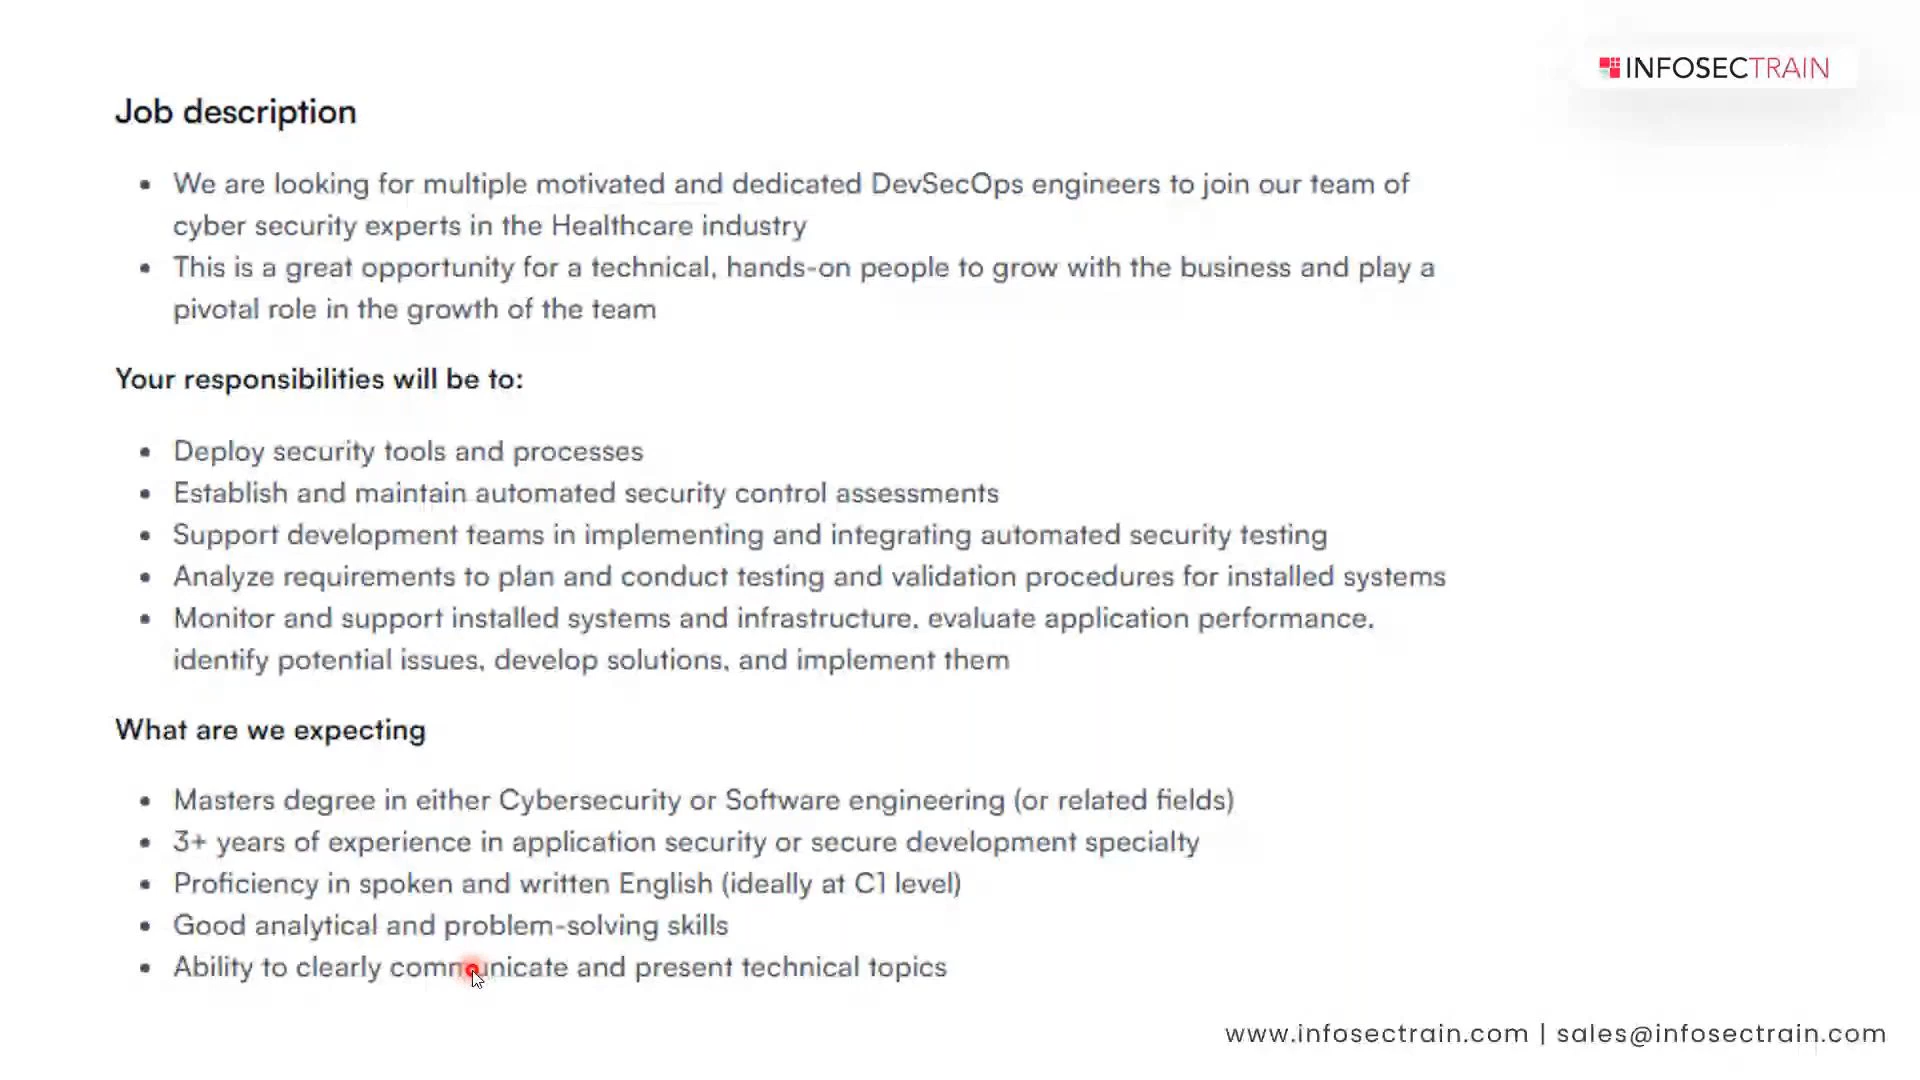 INFOSECTRAIN
Job description
• We are looking for multiple motivated and dedicated DevSecOps engineers to join our team of
cyber security experts in the Healthcare industry
• This is a great opportunity for a technical, hands-on people to grow with the business and play a
pivotal role in the growth of the team
Your responsibilities will be to:
• Deploy security tools and processes
• Establish and maintain automated security control assessments
• Support development teams in implementing and integrating automated security testing
• Analyze requirements to plan and conduct testing and validation procedures for installed systems
• Monitor and support installed systems and infrastructure, evaluate application performance,
identify potential issues, develop solutions, and implement them
What are we expecting
• Masters degree in either Cybersecurity or Software engineering (or related fields)
• 3+ years of experience in application security or secure development specialty
• Proficiency in spoken and written English (ideally at C1 level)
• Good analytical and problem-solving skills
• Ability to clearly communicate and present technical topics
www.infosectrain.com | sales@infosectrain.com